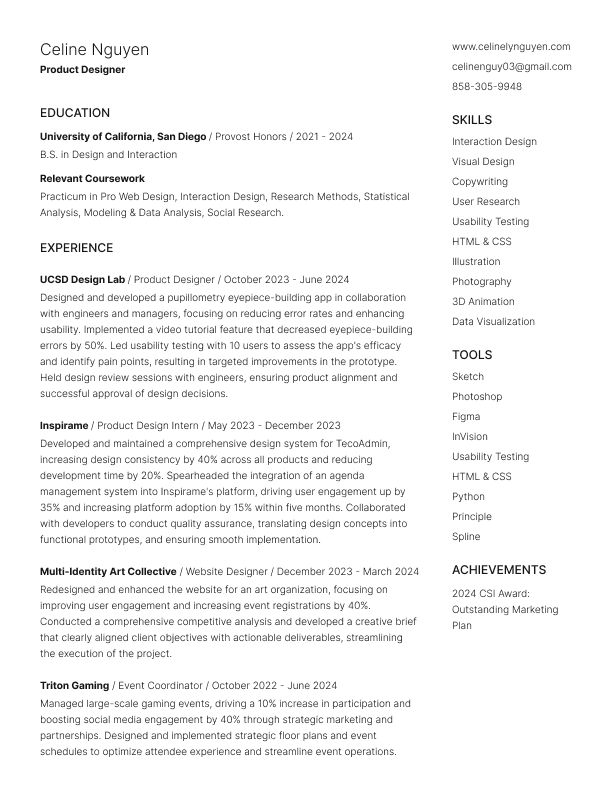 Celine Nguyen
Product Designer
EDUCATION
University of California, San Diego / Provost Honors / 2021 - 2024
B.S. in Design and Interaction
Relevant Coursework
Practicum in Pro Web Design, Interaction Design, Research Methods, Statistical
Analysis, Modeling & Data Analysis, Social Research.
EXPERIENCE
UCSD Design Lab / Product Designer / October 2023 - June 2024
Designed and developed a pupillometry eyepiece-building app in collaboration
with engineers and managers, focusing on reducing error rates and enhancing
usability. Implemented a video tutorial feature that decreased eyepiece-building
errors by 50%. Led usability testing with 10 users to assess the app's efficacy
and identify pain points, resulting in targeted improvements in the prototype.
Held design review sessions with engineers, ensuring product alignment and
successful approval of design decisions.
Inspirame / Product Design Intern / May 2023 - December 2023
Developed and maintained a comprehensive design system for TecoAdmin,
increasing design consistency by 40% across all products and reducing
development time by 20%. Spearheaded the integration of an agenda
management system into Inspirame's platform, driving user engagement up by
35% and increasing platform adoption by 15% within five months. Collaborated
with developers to conduct quality assurance, translating design concepts into
functional prototypes, and ensuring smooth implementation.
Multi-Identity Art Collective / Website Designer / December 2023 - March 2024
Redesigned and enhanced the website for an art organization, focusing on
improving user engagement and increasing event registrations by 40%.
Conducted a comprehensive competitive analysis and developed a creative brief
that clearly aligned client objectives with actionable deliverables, streamlining
the execution of the project.
Triton Gaming / Event Coordinator / October 2022 - June 2024
Managed large-scale gaming events, driving a 10% increase in participation and
boosting social media engagement by 40% through strategic marketing and
partnerships. Designed and implemented strategic floor plans and event
schedules to optimize attendee experience and streamline event operations.
www.celinelynguyen.com
celinenguy03@gmail.com
858-305-9948
SKILLS
Interaction Design
Visual Design
Copywriting
User Research
Usability Testing
HTML & CSS
Illustration
Photography
3D Animation
Data Visualization
TOOLS
Sketch
Photoshop
Figma
InVision
Usability Testing
HTML & CSS
Python
Principle
Spline
ACHIEVEMENTS
2024 CSI Award:
Outstanding Marketing
Plan